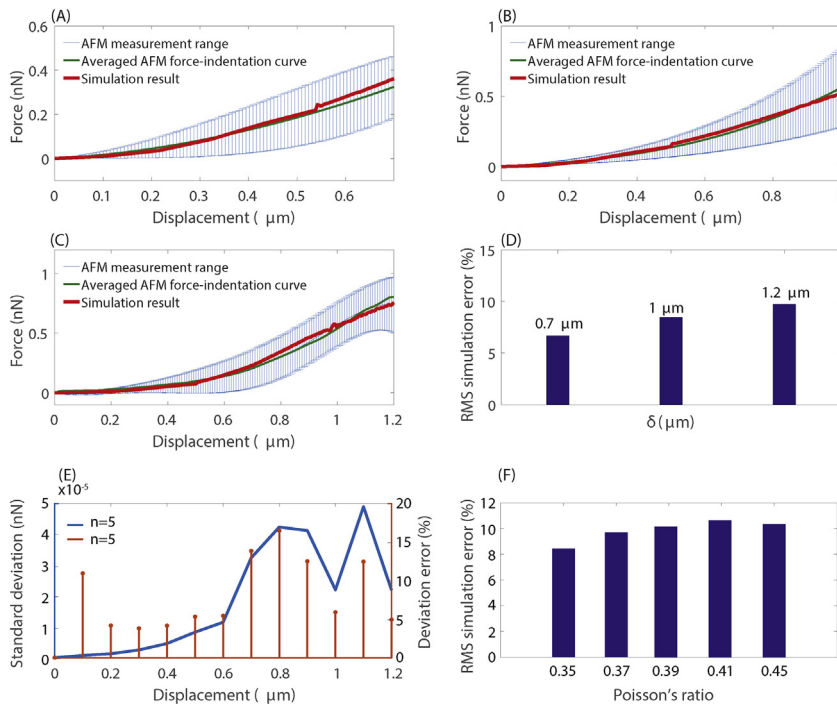 (A)
0.6
AFM measurement range
Averaged AFM force-indentation curve
Simulation result
0.4
0.2
0
Force (nN)
0 0.1 0.2 0.3 0.4 0.5 0.6
Displacement ( μm)
(B)
1
AFM measurement range
Averaged AFM force-indentation curve
Simulation result
0.5
0
Force (nN)
0 0.2 0.4 0.6 0.8
Displacement ( μm)
(C)
AFM measurement range
Averaged AFM force-indentation curve
Simulation result
1
0.5
0
Force (nN)
0 0.2 0.4 0.6 0.8 1 1.2
Displacement ( μm)
(D)
15
10
5
0
RMS simulation error (%)
0.7 μm
1 μm
1.2 μm
δ (μm)
(E)
x10-5
5
4
3
2
1
0
Standard deviation (nN)
n=5
n=5
20
15
10
5
0
Deviation error (%)
0 0.2 0.4 0.6 0.8 1 1.2
Displacement ( μm)
(F)
12
10
8
6
4
2
0
RMS simulation error (%)
0.35 0.37 0.39 0.41 0.45
Poisson's ratio